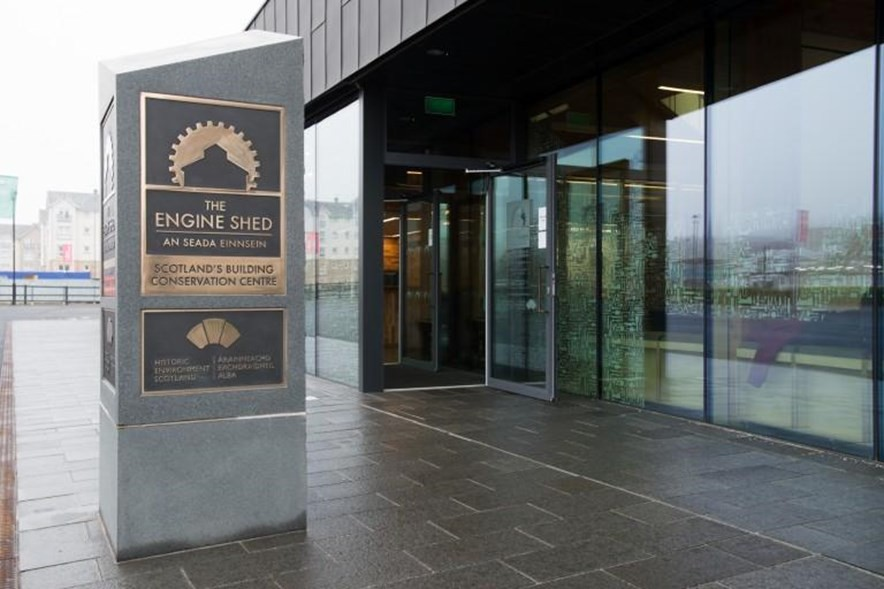 THE
ENGINE SHED
AN SEADA EINNSEIN
SCOTLAND'S BUILDING
CONSERVATION CENTRE
HISTORIC
ENVIRONMENT
SCOTLAND
ÀRAINNEACHD
EACHDRAIDHEIL
ALBA